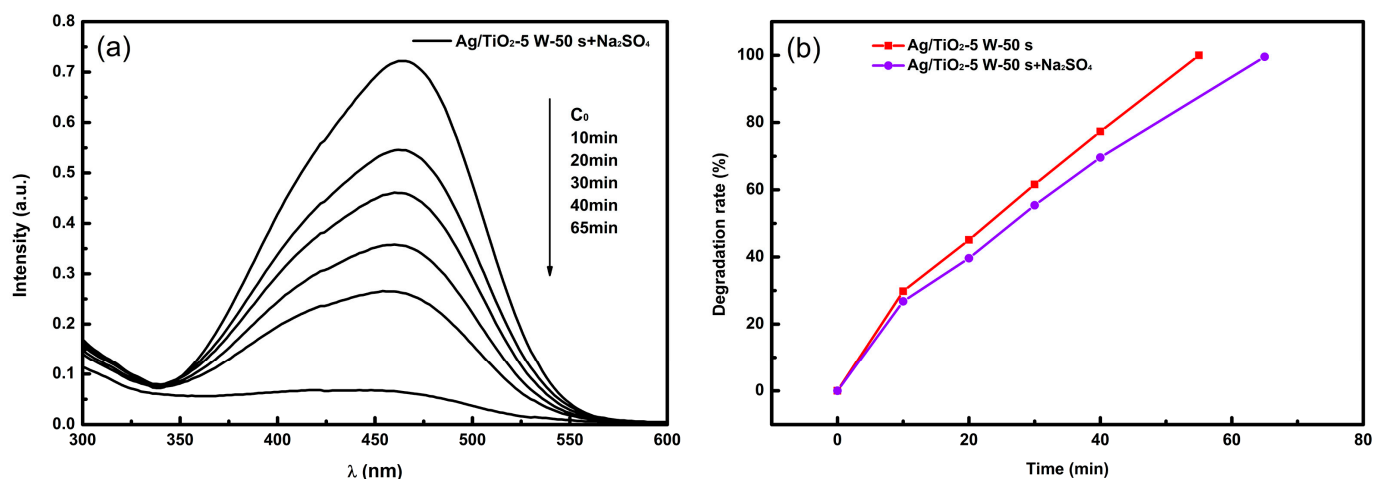 (a)
Ag/TiO₂-5 W-50 s+Na₂SO₄
C₀
10min
20min
30min
40min
65min
Intensity (a.u.)
0.8
0.7
0.6
0.5
0.4
0.3
0.2
0.1
0.0
300 350 400 450 500 550 600
λ (nm)
(b)
Ag/TiO₂-5 W-50 s
Ag/TiO₂-5 W-50 s+Na₂SO₄
Degradation rate (%)
100
80
60
40
20
0
0 20 40 60 80
Time (min)